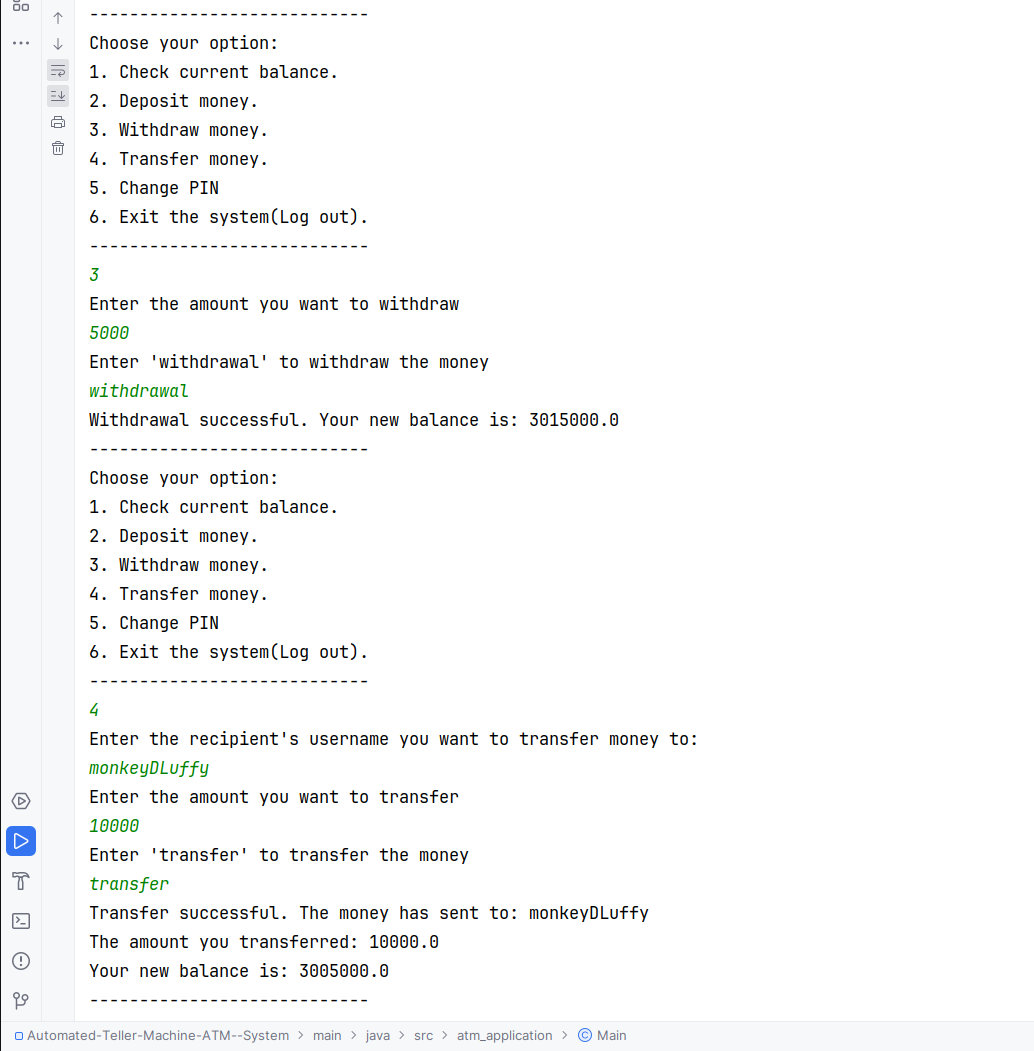 ----------------------------
Choose your option:
1. Check current balance.
2. Deposit money.
3. Withdraw money.
4. Transfer money.
5. Change PIN
6. Exit the system(Log out).
----------------------------
3
Enter the amount you want to withdraw
5000
Enter 'withdrawal' to withdraw the money
withdrawal
Withdrawal successful. Your new balance is: 3015000.0
----------------------------
Choose your option:
1. Check current balance.
2. Deposit money.
3. Withdraw money.
4. Transfer money.
5. Change PIN
6. Exit the system(Log out).
----------------------------
4
Enter the recipient's username you want to transfer money to:
monkeyDLuffy
Enter the amount you want to transfer
10000
Enter 'transfer' to transfer the money
transfer
Transfer successful. The money has sent to: monkeyDLuffy
The amount you transferred: 10000.0
Your new balance is: 3005000.0
----------------------------
Automated-Teller-Machine-ATM--System > main > java > src > atm_application > © Main